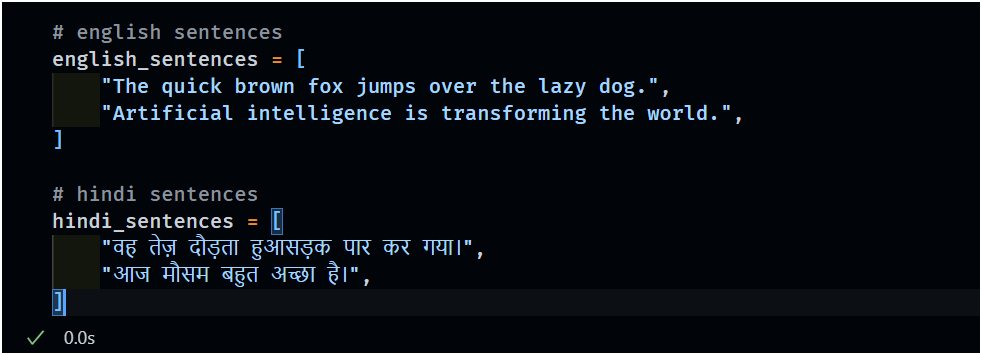 # english sentences
english_sentences = [
    "The quick brown fox jumps over the lazy dog.",
    "Artificial intelligence is transforming the world.",
]

# hindi sentences
hindi_sentences = [
    "वह तेज़ दौड़ता हुआसड़क पार कर गया।",
    "आज मौसम बहुत अच्छा है।",
]
0.0s